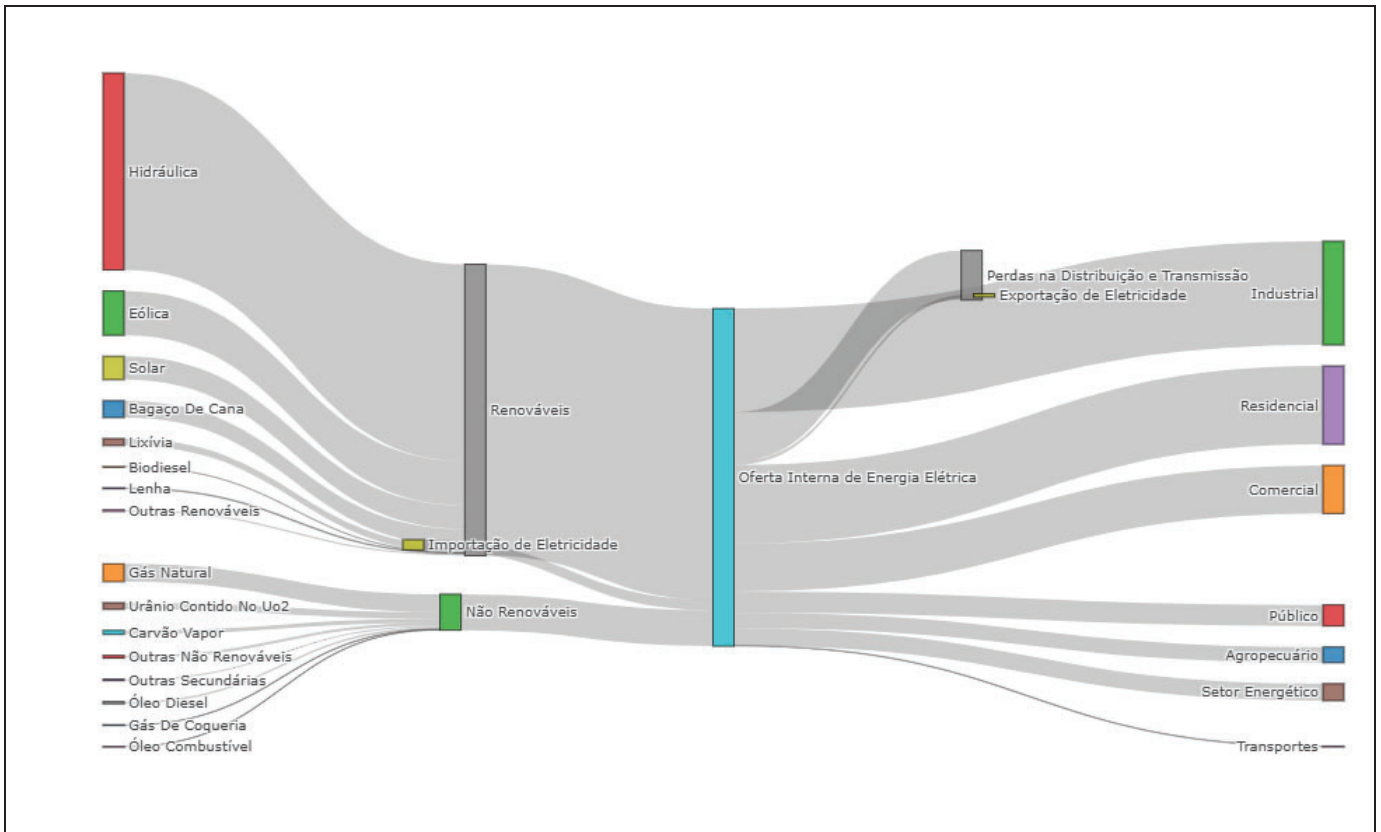 Hidráulica
Eólica
Solar
Bagaço De Cana
Lixívia
Biodiesel
Lenha
Outras Renováveis
Gás Natural
Urânio Contido No Uo2
Carvão Vapor
Outras Não Renováveis
Outras Secundárias
Óleo Diesel
Gás De Coqueria
Óleo Combustível
Importação de Eletricidade
Renováveis
Não Renováveis
Oferta Interna de Energia Elétrica
Perdas na Distribuição e Transmissão
Exportação de Eletricidade
Industrial
Residencial
Comercial
Público
Agropecuário
Setor Energético
Transportes